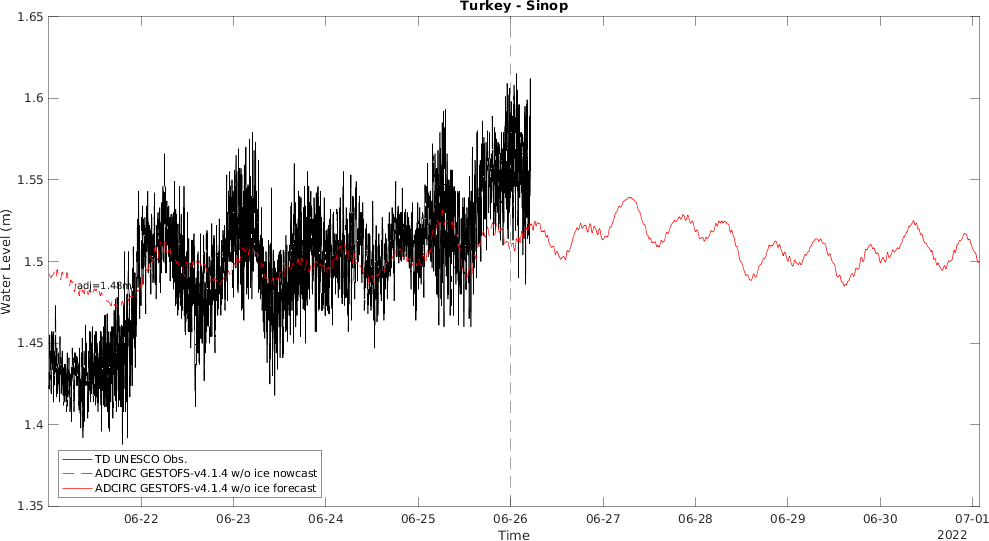 Turkey - Sinop
1.65
1.6
1.55
1.5
1.45
1.4
1.35
Water Level (m)
adj=1.48m
TD UNESCO Obs.
ADCIRC GESTOFS-v4.1.4 w/o ice nowcast
ADCIRC GESTOFS-v4.1.4 w/o ice forecast
06-22 06-23 06-24 06-25 06-26 06-27 06-28 06-29 06-30 07-01
Time
2022